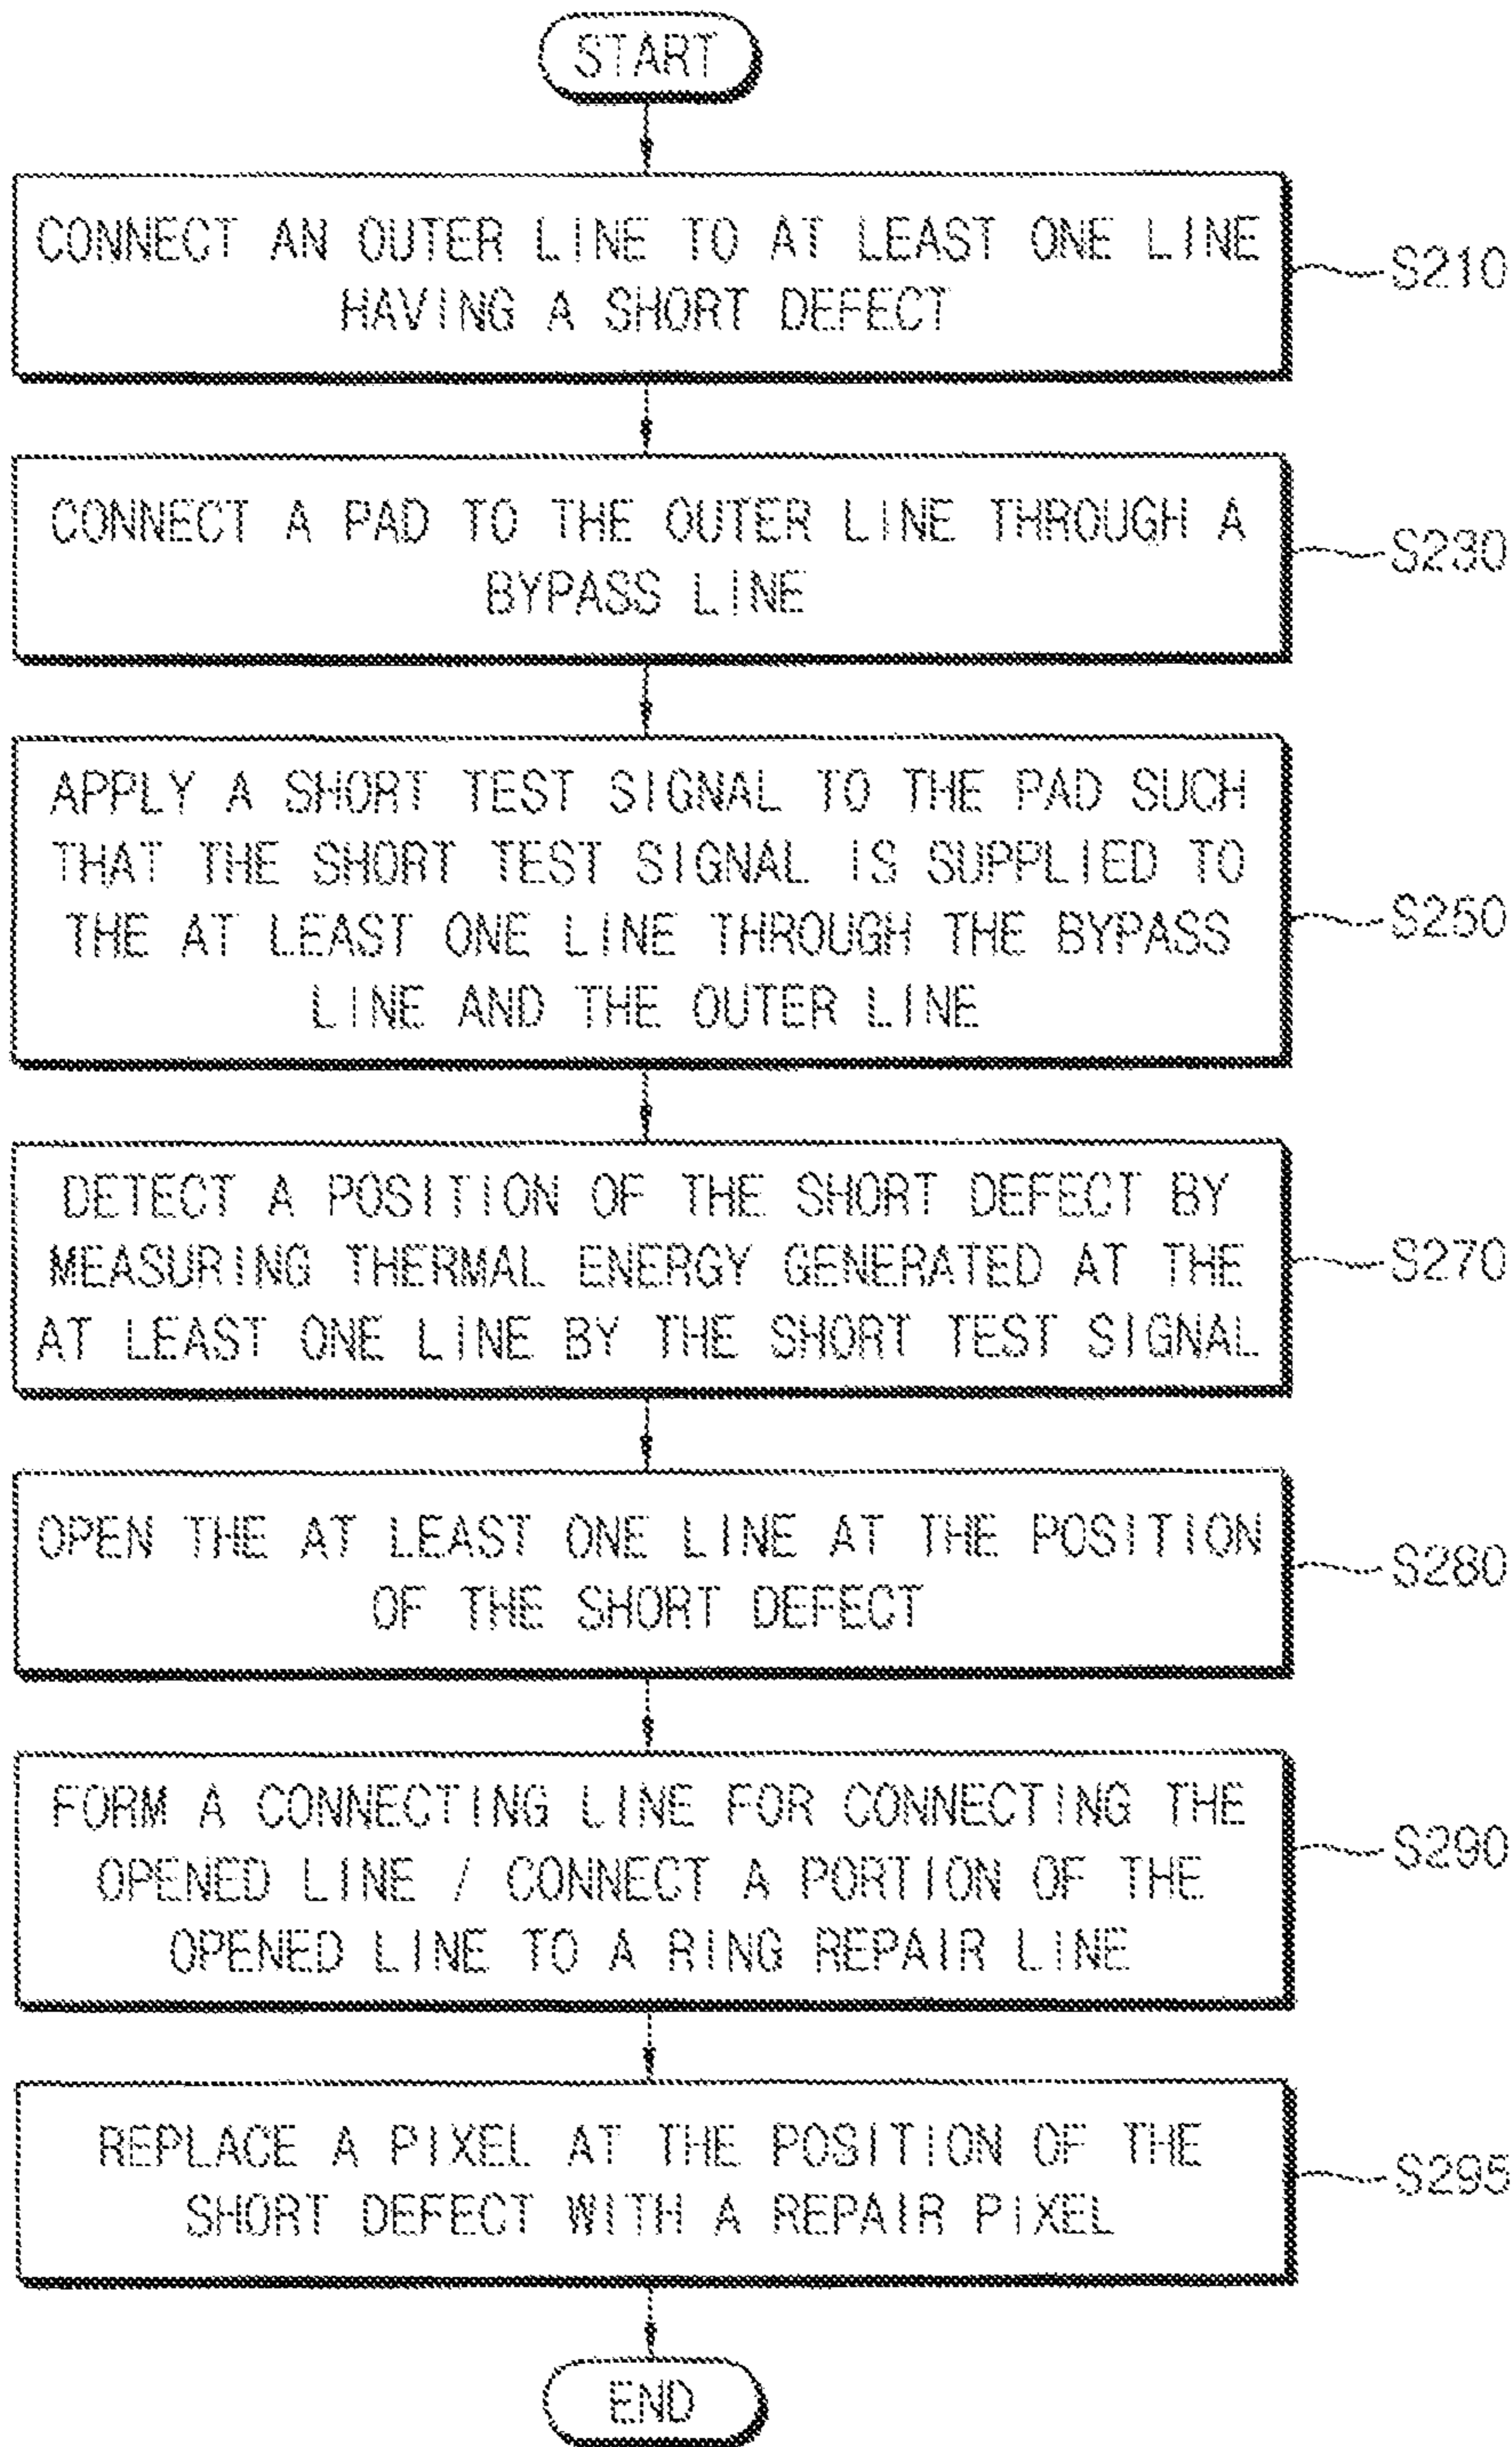 START
CONNECT AN OUTER LINE TO AT LEAST ONE LINE
HAVING A SHORT DEFECT
S210
CONNECT A PAD TO THE OUTER LINE THROUGH A
BYPASS LINE
S230
APPLY A SHORT TEST SIGNAL TO THE PAD SUCH
THAT THE SHORT TEST SIGNAL IS SUPPLIED TO
THE AT LEAST ONE LINE THROUGH THE BYPASS
LINE AND THE OUTER LINE
S250
DETECT A POSITION OF THE SHORT DEFECT BY
MEASURING THERMAL ENERGY GENERATED AT THE
AT LEAST ONE LINE BY THE SHORT TEST SIGNAL
S270
OPEN THE AT LEAST ONE LINE AT THE POSITION
OF THE SHORT DEFECT
S280
FORM A CONNECTING LINE FOR CONNECTING THE
OPENED LINE / CONNECT A PORTION OF THE
OPENED LINE TO A RING REPAIR LINE
S290
REPLACE A PIXEL AT THE POSITION OF THE
SHORT DEFECT WITH A REPAIR PIXEL
S295
END